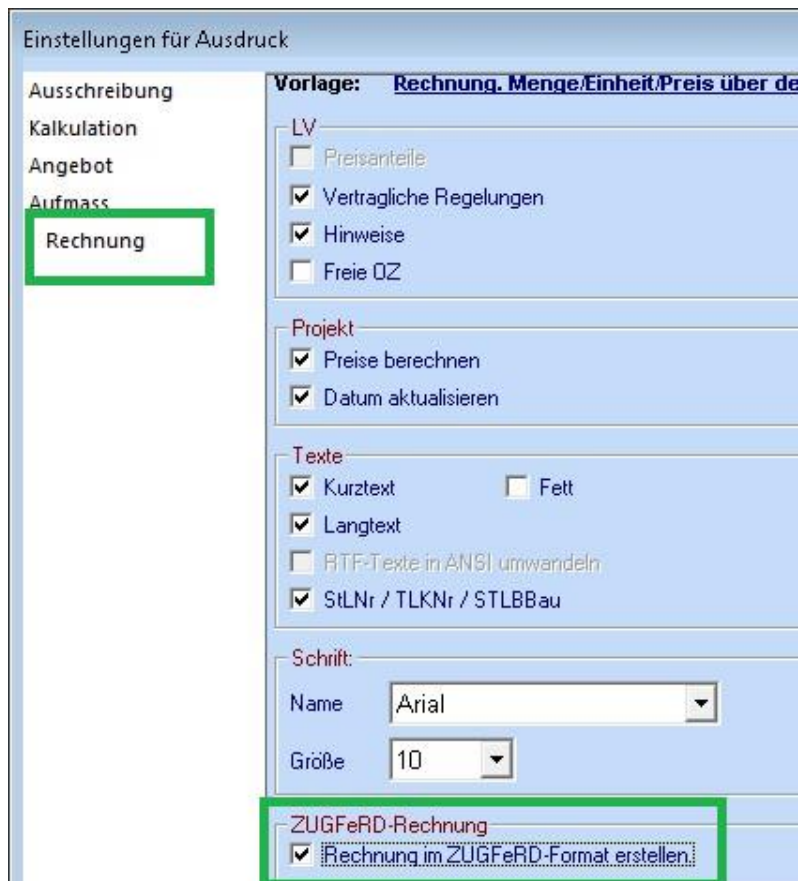 Einstellungen für Ausdruck
Ausschreibung
Kalkulation
Angebot
Aufmass
Rechnung
Vorlage: Rechnung. Menge/Einheit/Preis über de
LV
Preisanteile
Vertragliche Regelungen
Hinweise
Freie OZ
Projekt
Preise berechnen
Datum aktualisieren
Texte
Kurztext Fett
Langtext
RTF-Texte in ANSI umwandeln
StLNr / TLKNr / STLBBau
Schrift:
Name Arial
Größe 10
ZUGFeRD-Rechnung
Rechnung im ZUGFeRD-Format erstellen.